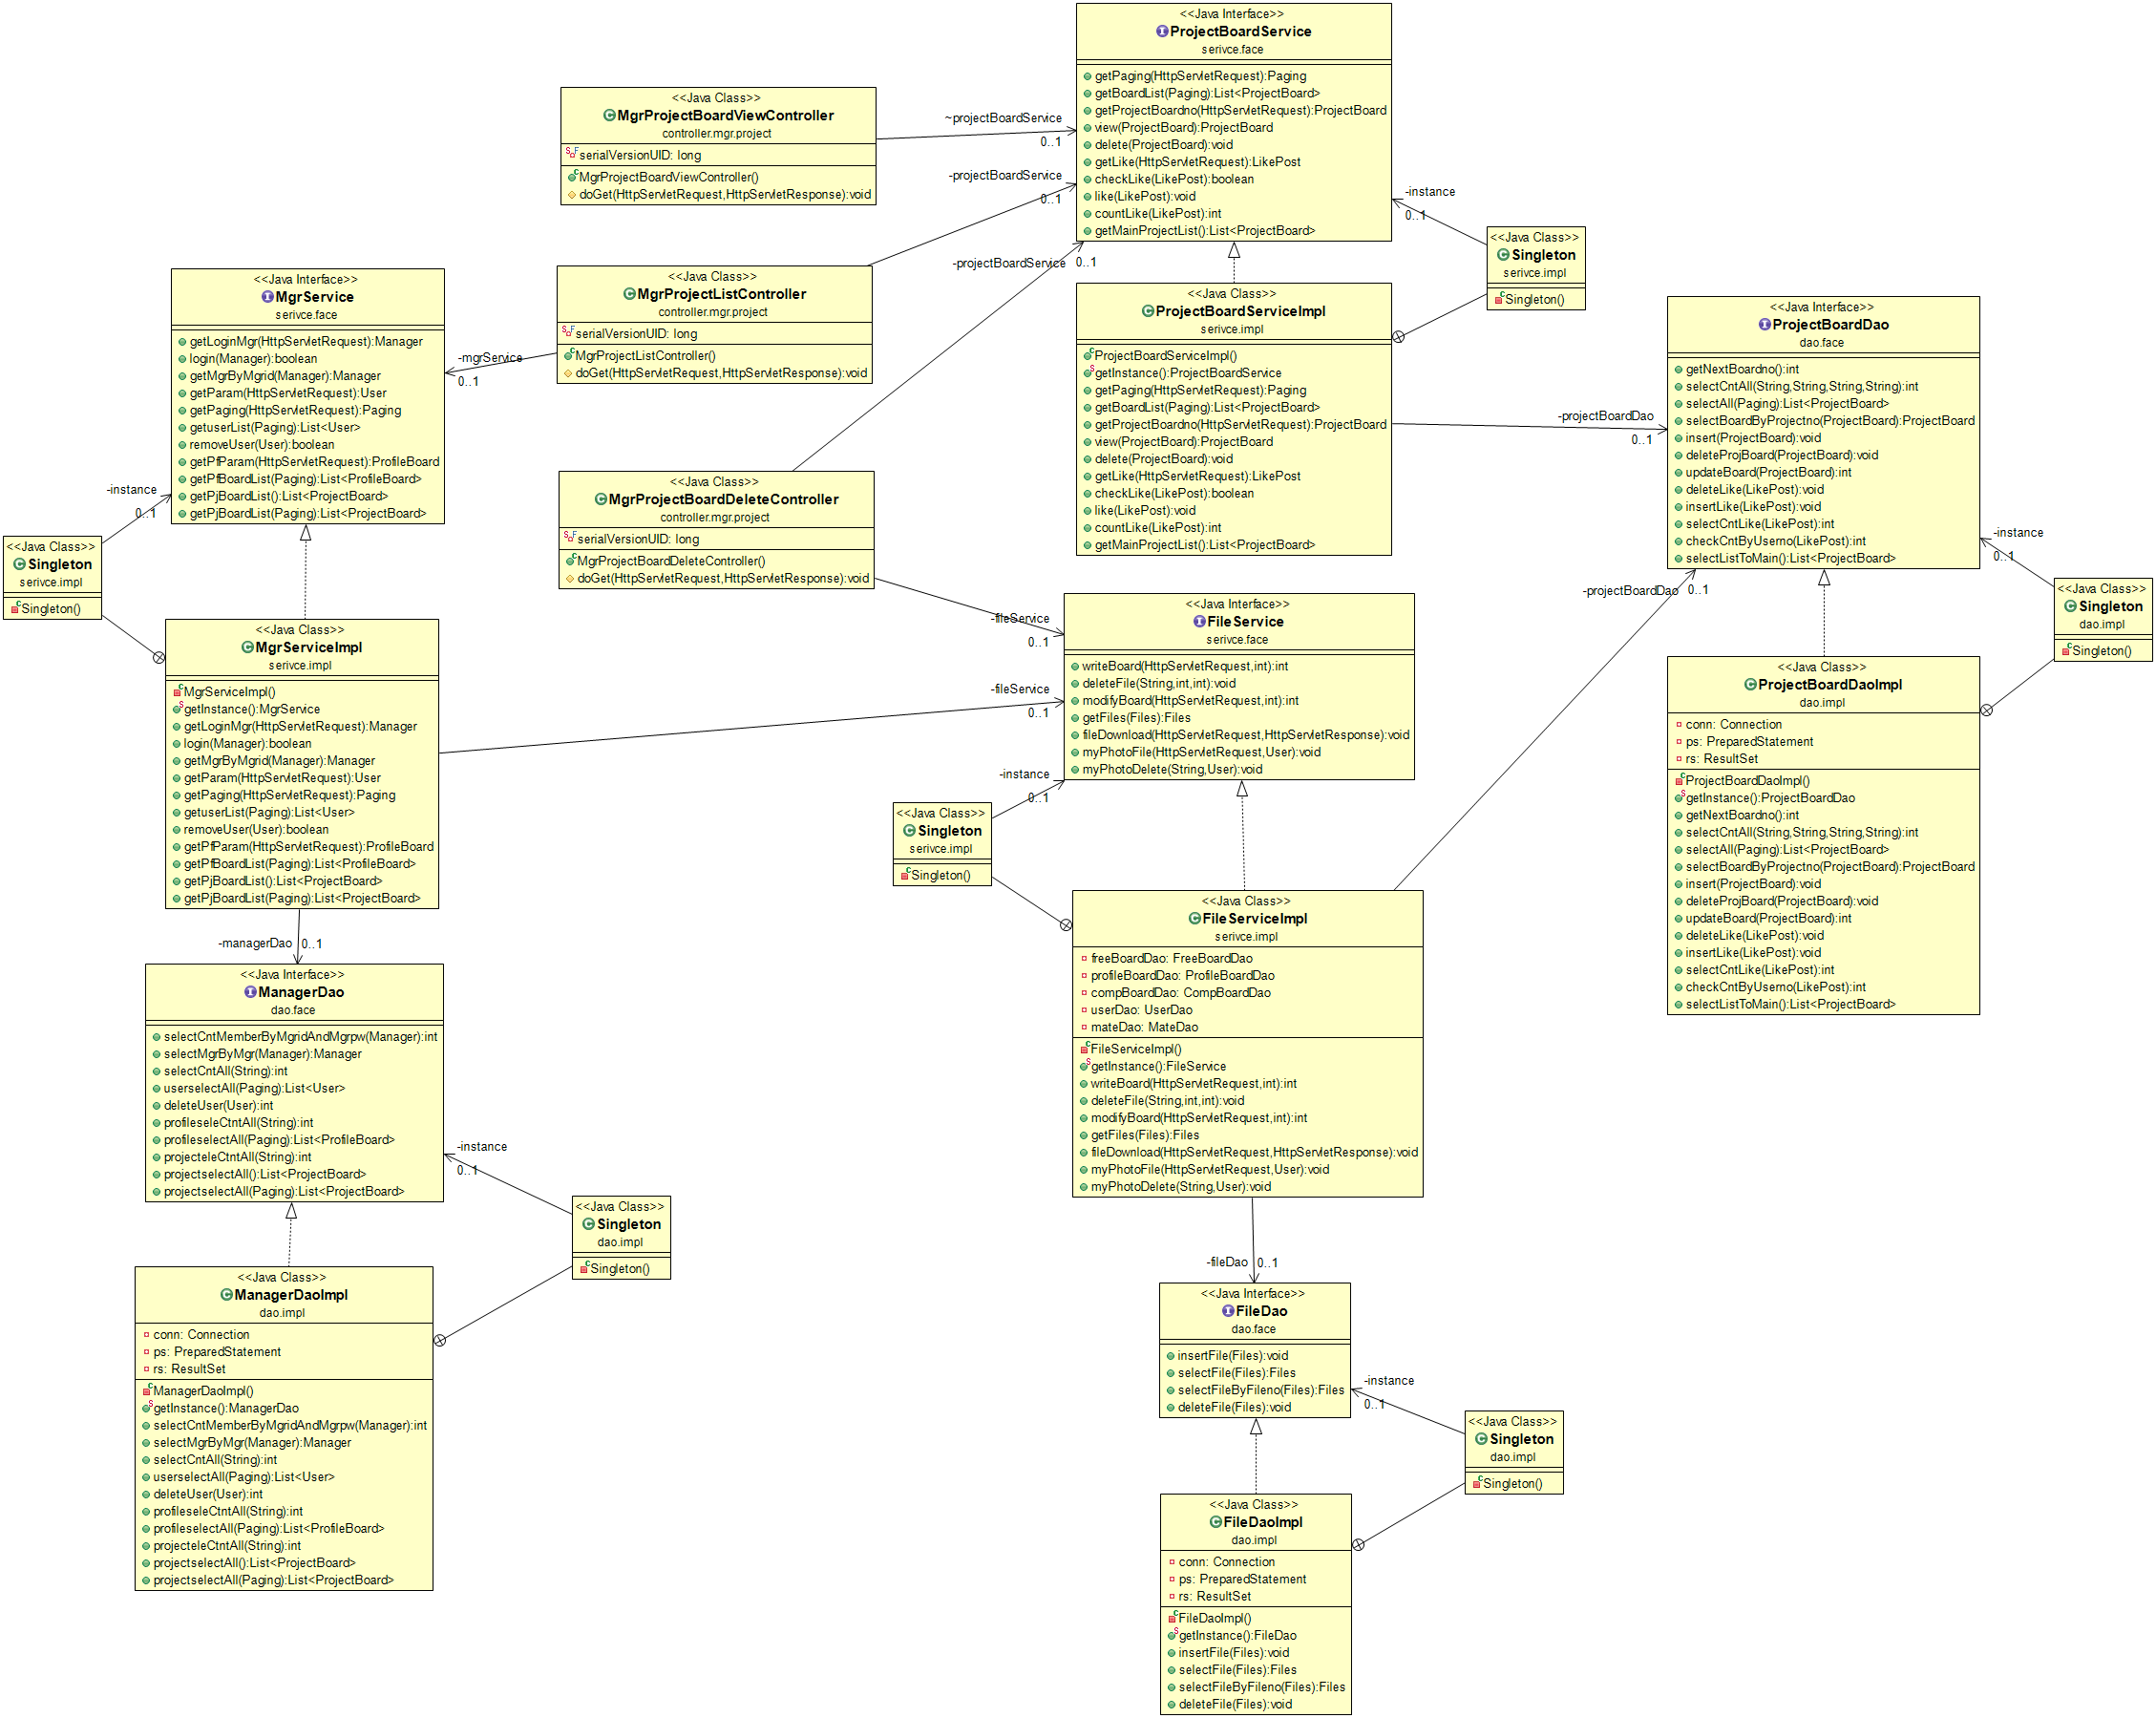 <<Java Interface>>
ProjectBoardService
serivce.face
getPaging(HttpServletRequest):Paging
getBoardList(Paging):List<ProjectBoard>
getProjectBoardno(HttpServletRequest):ProjectBoard
view(ProjectBoard):ProjectBoard
delete(ProjectBoard):void
getLike(HttpServletRequest):LikePost
checkLike(LikePost):boolean
like(LikePost):void
countLike(LikePost):int
getMainProjectList():List<ProjectBoard>
<<Java Class>>
MgrProjectBoardViewController
controller.mgr.project
serialVersionUID: long
MgrProjectBoardViewController()
doGet(HttpServletRequest,HttpServletResponse):void
~projectBoardService
0..1
-projectBoardService
0..1
-projectBoardService
0..1
-instance
0..1
<<Java Class>>
Singleton
serivce.impl
Singleton()
<<Java Class>>
MgrProjectListController
controller.mgr.project
serialVersionUID: long
MgrProjectListController()
doGet(HttpServletRequest,HttpServletResponse):void
-mgrService
0..1
<<Java Interface>>
MgrService
serivce.face
getLoginMgr(HttpServletRequest):Manager
login(Manager):boolean
getMgrByMgrid(Manager):Manager
getParam(HttpServletRequest):User
getPaging(HttpServletRequest):Paging
getuserList(Paging):List<User>
removeUser(User):boolean
getPfParam(HttpServletRequest):ProfileBoard
getPfBoardList(Paging):List<ProfileBoard>
getPjBoardList():List<ProjectBoard>
getPjBoardList(Paging):List<ProjectBoard>
<<Java Class>>
ProjectBoardServiceImpl
serivce.impl
ProjectBoardServiceImpl()
getInstance():ProjectBoardService
getPaging(HttpServletRequest):Paging
getBoardList(Paging):List<ProjectBoard>
getProjectBoardno(HttpServletRequest):ProjectBoard
view(ProjectBoard):ProjectBoard
delete(ProjectBoard):void
getLike(HttpServletRequest):LikePost
checkLike(LikePost):boolean
like(LikePost):void
countLike(LikePost):int
getMainProjectList():List<ProjectBoard>
-projectBoardDao
0..1
<<Java Interface>>
ProjectBoardDao
dao.face
getNextBoardno():int
selectCntAll(String,String,String,String):int
selectAll(Paging):List<ProjectBoard>
selectBoardByProjectno(ProjectBoard):ProjectBoard
insert(ProjectBoard):void
deleteProjBoard(ProjectBoard):void
updateBoard(ProjectBoard):int
deleteLike(LikePost):void
insertLike(LikePost):void
selectCntLike(LikePost):int
checkCntByUserno(LikePost):int
selectListToMain():List<ProjectBoard>
<<Java Class>>
MgrProjectBoardDeleteController
controller.mgr.project
serialVersionUID: long
MgrProjectBoardDeleteController()
doGet(HttpServletRequest,HttpServletResponse):void
-instance
0..1
<<Java Class>>
Singleton
serivce.impl
Singleton()
-instance
0..1
<<Java Class>>
Singleton
dao.impl
Singleton()
-projectBoardDao
0..1
<<Java Class>>
MgrServiceImpl
serivce.impl
MgrServiceImpl()
getInstance():MgrService
getLoginMgr(HttpServletRequest):Manager
login(Manager):boolean
getMgrByMgrid(Manager):Manager
getParam(HttpServletRequest):User
getPaging(HttpServletRequest):Paging
getuserList(Paging):List<User>
removeUser(User):boolean
getPfParam(HttpServletRequest):ProfileBoard
getPfBoardList(Paging):List<ProfileBoard>
getPjBoardList():List<ProjectBoard>
getPjBoardList(Paging):List<ProjectBoard>
-fileService
0..1
-fileService
0..1
<<Java Interface>>
FileService
serivce.face
writeBoard(HttpServletRequest,int):int
deleteFile(String,int,int):void
modifyBoard(HttpServletRequest,int):int
getFiles(Files):Files
fileDownload(HttpServletRequest,HttpServletResponse):void
myPhotoFile(HttpServletRequest,User):void
myPhotoDelete(String,User):void
<<Java Class>>
ProjectBoardDaoImpl
dao.impl
conn: Connection
ps: PreparedStatement
rs: ResultSet
ProjectBoardDaoImpl()
getInstance():ProjectBoardDao
getNextBoardno():int
selectCntAll(String,String,String,String):int
selectAll(Paging):List<ProjectBoard>
selectBoardByProjectno(ProjectBoard):ProjectBoard
insert(ProjectBoard):void
deleteProjBoard(ProjectBoard):void
updateBoard(ProjectBoard):int
deleteLike(LikePost):void
insertLike(LikePost):void
selectCntLike(LikePost):int
checkCntByUserno(LikePost):int
selectListToMain():List<ProjectBoard>
-instance
0..1
<<Java Class>>
Singleton
serivce.impl
Singleton()
<<Java Class>>
FileServiceImpl
serivce.impl
freeBoardDao: FreeBoardDao
profileBoardDao: ProfileBoardDao
compBoardDao: CompBoardDao
userDao: UserDao
mateDao: MateDao
FileServiceImpl()
getInstance():FileService
writeBoard(HttpServletRequest,int):int
deleteFile(String,int,int):void
modifyBoard(HttpServletRequest,int):int
getFiles(Files):Files
fileDownload(HttpServletRequest,HttpServletResponse):void
myPhotoFile(HttpServletRequest,User):void
myPhotoDelete(String,User):void
-managerDao
0..1
<<Java Interface>>
ManagerDao
dao.face
selectCntMemberByMgridAndMgrpw(Manager):int
selectMgrByMgr(Manager):Manager
selectCntAll(String):int
userselectAll(Paging):List<User>
deleteUser(User):int
profileseleCtntAll(String):int
profileselectAll(Paging):List<ProfileBoard>
projecteleCtntAll(String):int
projectselectAll():List<ProjectBoard>
projectselectAll(Paging):List<ProjectBoard>
-instance
0..1
<<Java Class>>
Singleton
dao.impl
Singleton()
<<Java Class>>
ManagerDaoImpl
dao.impl
conn: Connection
ps: PreparedStatement
rs: ResultSet
ManagerDaoImpl()
getInstance():ManagerDao
selectCntMemberByMgridAndMgrpw(Manager):int
selectMgrByMgr(Manager):Manager
selectCntAll(String):int
userselectAll(Paging):List<User>
deleteUser(User):int
profileseleCtntAll(String):int
profileselectAll(Paging):List<ProfileBoard>
projecteleCtntAll(String):int
projectselectAll():List<ProjectBoard>
projectselectAll(Paging):List<ProjectBoard>
-fileDao
0..1
<<Java Interface>>
FileDao
dao.face
insertFile(Files):void
selectFile(Files):Files
selectFileByFileno(Files):Files
deleteFile(Files):void
-instance
0..1
<<Java Class>>
Singleton
dao.impl
Singleton()
<<Java Class>>
FileDaoImpl
dao.impl
conn: Connection
ps: PreparedStatement
rs: ResultSet
FileDaoImpl()
getInstance():FileDao
insertFile(Files):void
selectFile(Files):Files
selectFileByFileno(Files):Files
deleteFile(Files):void